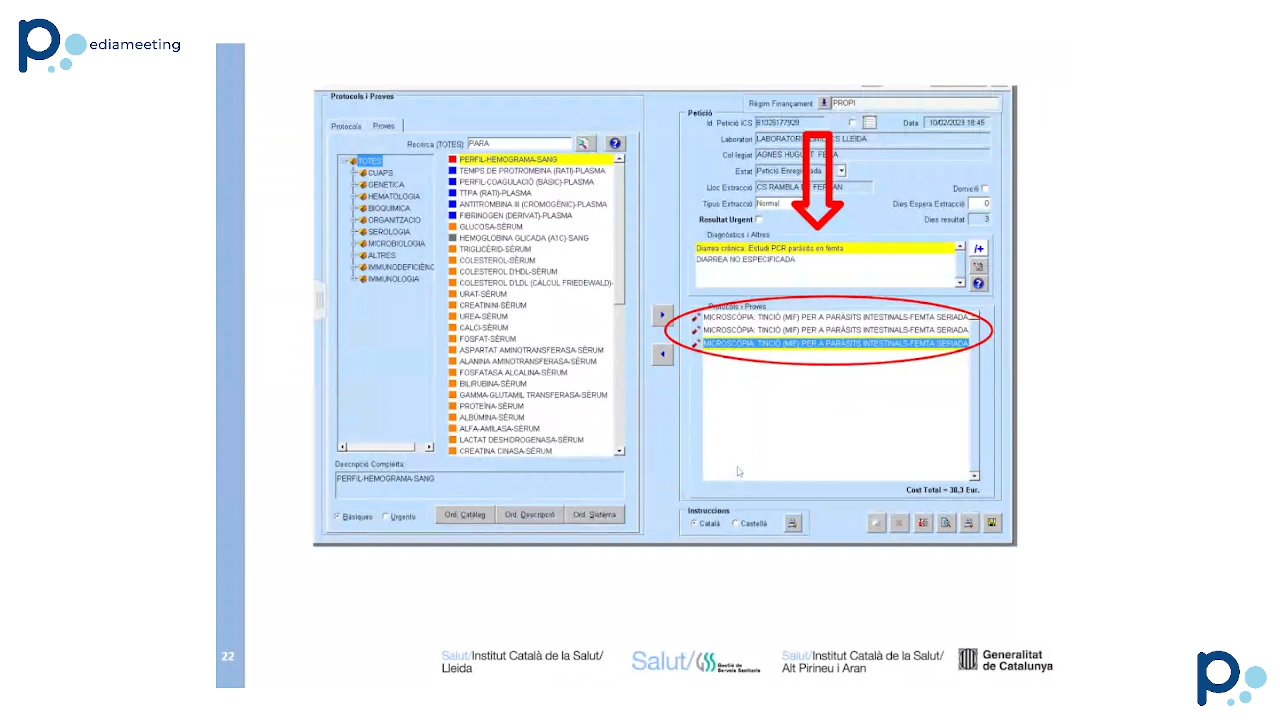 ediameeting
Protocols i Proves
Protocols
Proves
Recerca (TOTES)
PARA
TOTES
CUAPS
GENÈTICA
HEMATOLOGIA
BIOQUIMICA
ORGANITZACIO
SEROLOGIA
MICROBIOLOGIA
ALTRES
IMMUNODEFICIÈNC
IMMUNOLOGIA
PERFIL-HEMOGRAMA-SANG
TEMPS DE PROTROMBINA (RATI)-PLASMA
PERFIL-COAGULACIÓ (BÀSIC)-PLASMA
TTPA (RATI)-PLASMA
ANTITROMBINA III (CROMOGÈNIC)-PLASMA
FIBRINOGEN (DERIVAT)-PLASMA
GLUCOSA-SÈRUM
HEMOGLOBINA GLICADA (A1C)-SANG
TRIGLICÈRID-SÈRUM
COLESTEROL-SÈRUM
COLESTEROL D'HDL-SÈRUM
COLESTEROL D'LDL (CÀLCUL FRIEDEWALD)-
URAT-SÈRUM
CREATINI-SÈRUM
UREA-SÈRUM
CALCI-SÈRUM
FOSFAT-SÈRUM
ASPARTAT AMINOTRANSFERASA-SÈRUM
ALANINA AMINOTRANSFERASA-SÈRUM
FOSFATASA ALCALINA-SÈRUM
BILIRUBINA-SÈRUM
GAMMA-GLUTAMIL TRANSFERASA-SÈRUM
PROTEÏNA-SÈRUM
ALBÚMINA-SÈRUM
ALFA-AMILASA-SÈRUM
LACTAT DESHIDROGENASA-SÈRUM
CREATINA CINASA-SÈRUM
Descripció Completa:
PERFIL-HEMOGRAMA-SANG
Bàsiques
Urgents
Ord. Catàleg
Ord. Descripció
Ord. Sistema
Règim Finançament
PROPI
Petició
Id Petició ICS
61026177929
Data
10/02/2023 18:45
Laboratori
LLEIDA
Col·legiat
AGNES
Estat
Petició
Lloc Extracció
CS RAMBLA DE
Domicili
Tipus Extracció
Normal
Dies Espera Extracció
0
Resultat Urgent
Dies resultat
3
Diagnòstics i Altres
Diarrea crònica. Estudi PCR paràsits en femta
DIARREA NO ESPECIFICADA
Protocols i Proves
MICROSCÒPIA: TINCIÓ (MIF) PER A PARÀSITS INTESTINALS-FEMTA SERIADA
MICROSCÒPIA: TINCIÓ (MIF) PER A PARÀSITS INTESTINALS-FEMTA SERIADA
MICROSCÒPIA: TINCIÓ (MIF) PER A PARÀSITS INTESTINALS-FEMTA SERIADA
Cost Total = 30,3 Eur.
Instruccions
Català
Castellà
22
Salut/Institut Català de la Salut/
Lleida
Salut/
Gestió de
Serveis Sanitaris
Salut/Institut Català de la Salut/
Alt Pirineu i Aran
Generalitat
de Catalunya